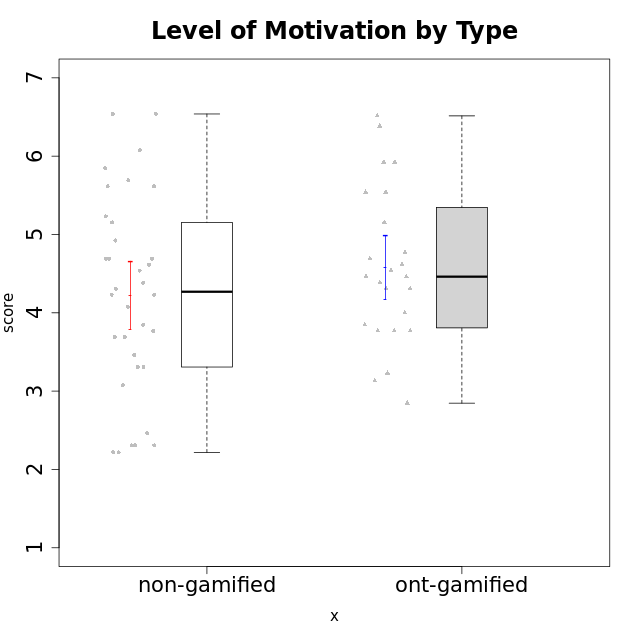 Level of Motivation by Type
7
6
5
4
3
2
1
score
non-gamified
ont-gamified
x